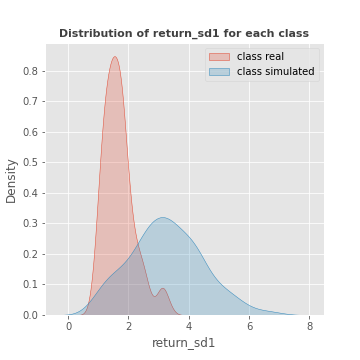 Distribution of return_sd1 for each class
class real
class simulated
Density
0.8
0.7
0.6
0.5
0.4
0.3
0.2
0.1
0.0
0 2 4 6 8
return_sd1